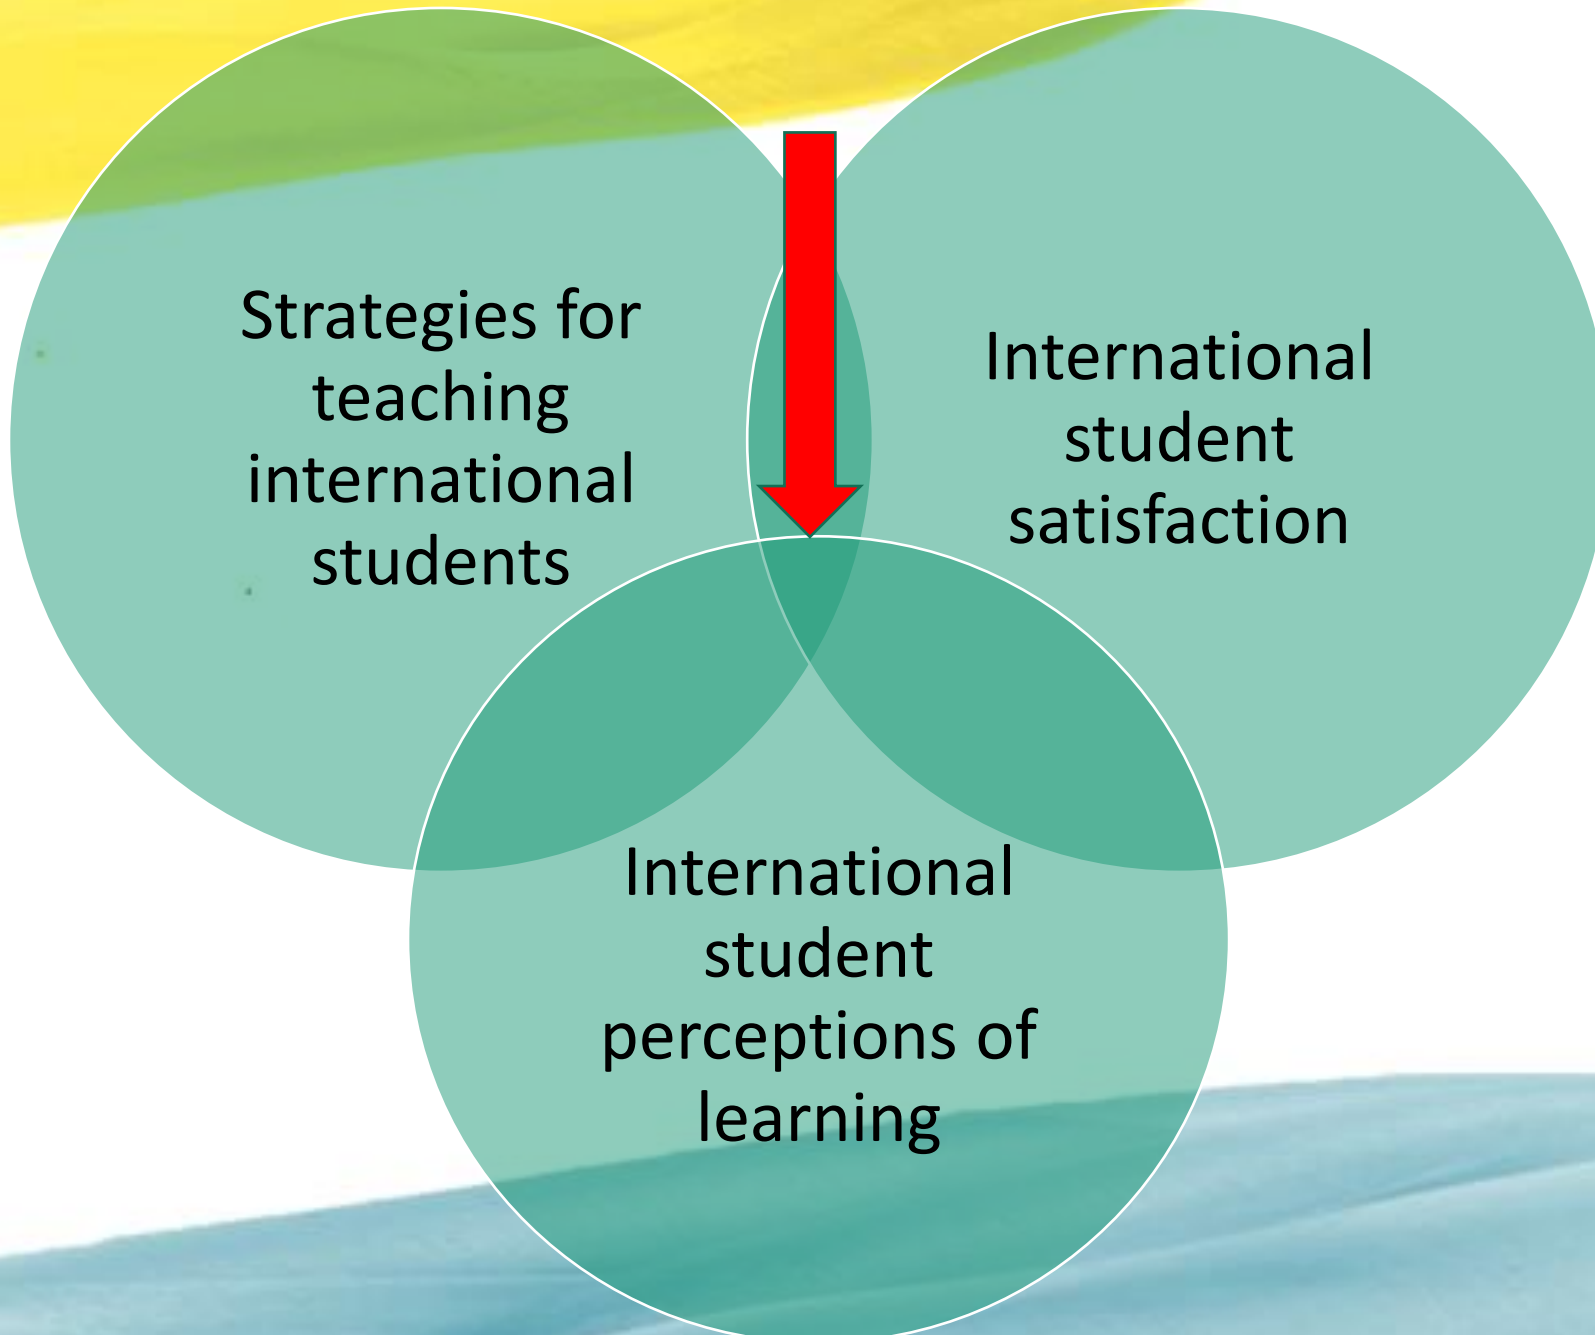 Strategies for
teaching
international
students
International
student
satisfaction
International
student
perceptions of
learning